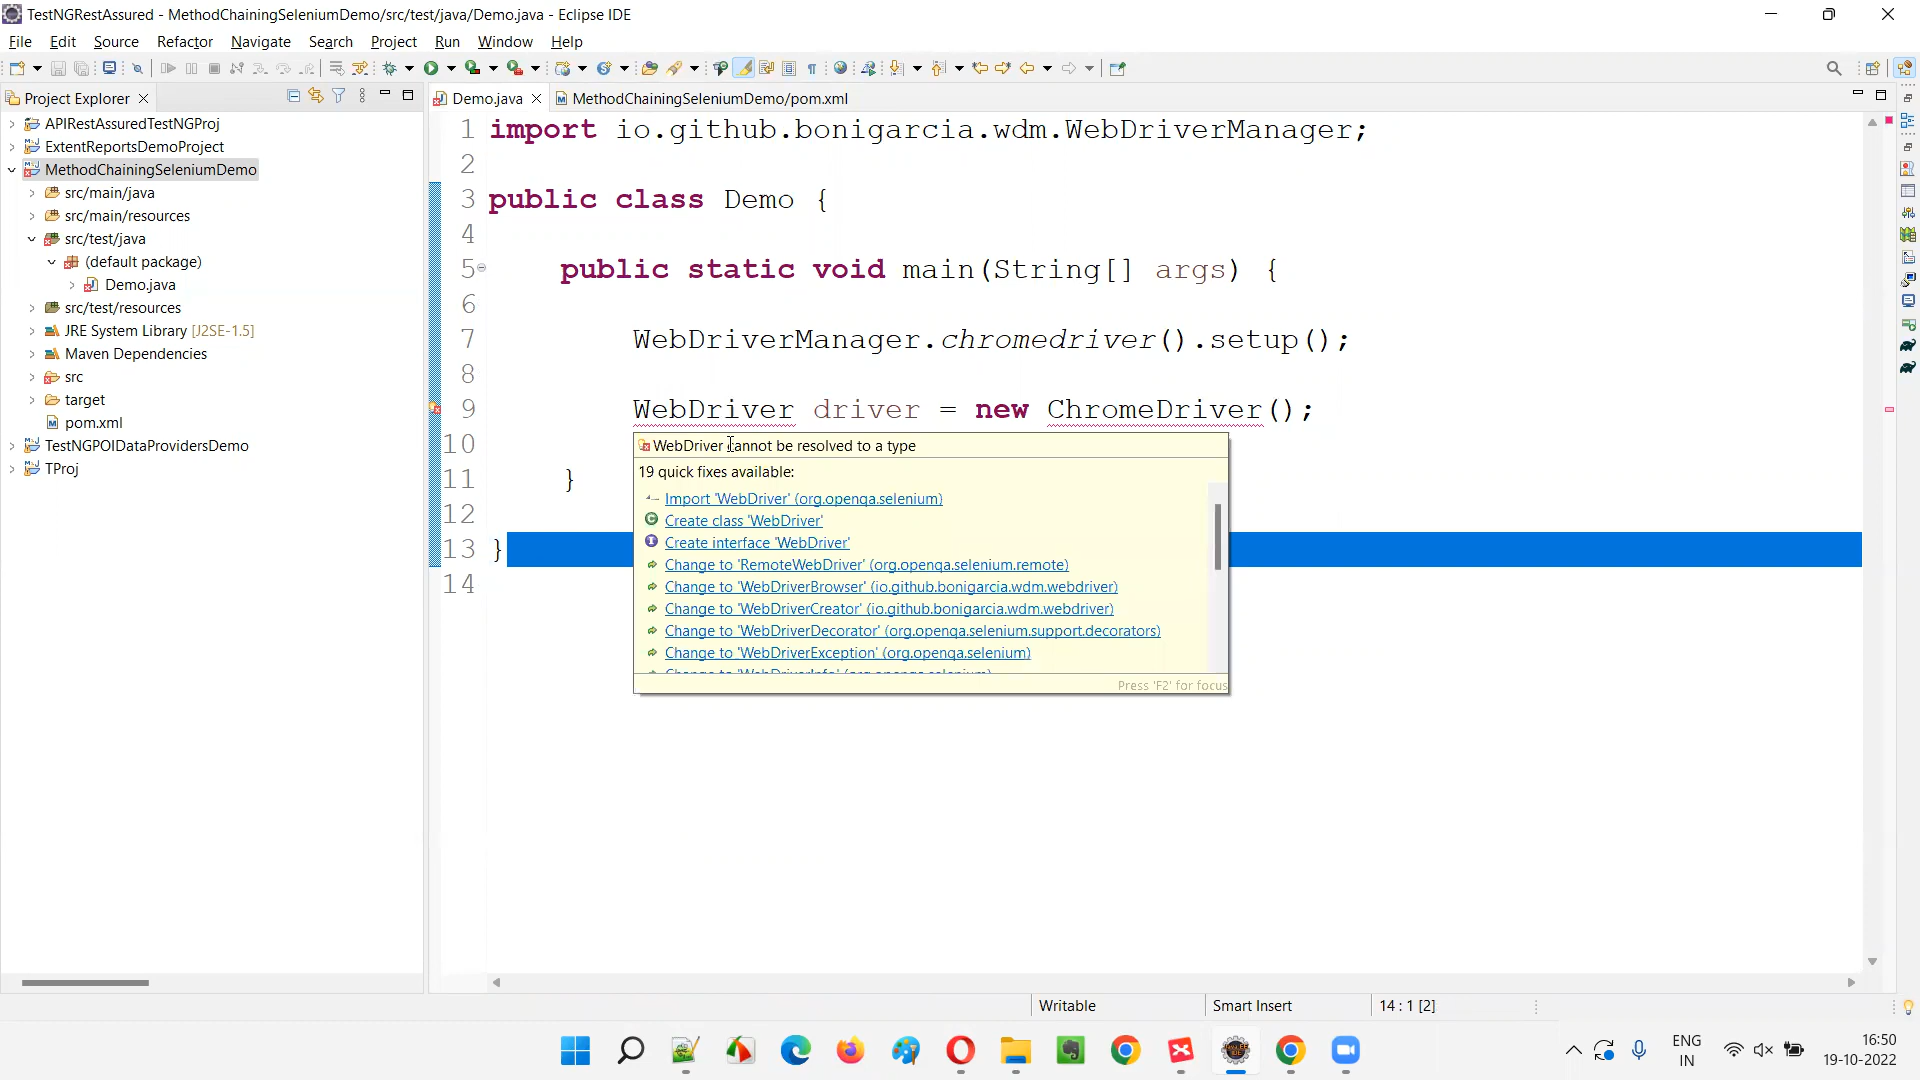 TestNGRestAssured - MethodChainingSeleniumDemo/src/test/java/Demo.java - Eclipse IDE
File Edit Source Refactor Navigate Search Project Run Window Help
Project Explorer
APIRestAssuredTestNGProj
ExtentReportsDemoProject
MethodChainingSeleniumDemo
src/main/java
src/main/resources
src/test/java
(default package)
Demo.java
src/test/resources
JRE System Library [J2SE-1.5]
Maven Dependencies
src
target
pom.xml
TestNGPOIDataProvidersDemo
TProj
Demo.java MethodChainingSeleniumDemo/pom.xml
1 import io.github.bonigarcia.wdm.WebDriverManager;
2
3 public class Demo {
4
5 public static void main(String[] args) {
6
7 WebDriverManager.chromedriver().setup();
8
9 WebDriver driver = new ChromeDriver();
10
11 }
12
13 }
14
WebDriver cannot be resolved to a type
19 quick fixes available:
Import 'WebDriver' (org.openqa.selenium)
Create class 'WebDriver'
Create interface 'WebDriver'
Change to 'RemoteWebDriver' (org.openqa.selenium.remote)
Change to 'WebDriverBrowser' (io.github.bonigarcia.wdm.webdriver)
Change to 'WebDriverCreator' (io.github.bonigarcia.wdm.webdriver)
Change to 'WebDriverDecorator' (org.openqa.selenium.support.decorators)
Change to 'WebDriverException' (org.openqa.selenium)
Change to 'WebDriverInfo' (org.openqa.selenium)
Press 'F2' for focus
Writable Smart Insert 14 : 1 [2]
ENG
IN
16:50
19-10-2022